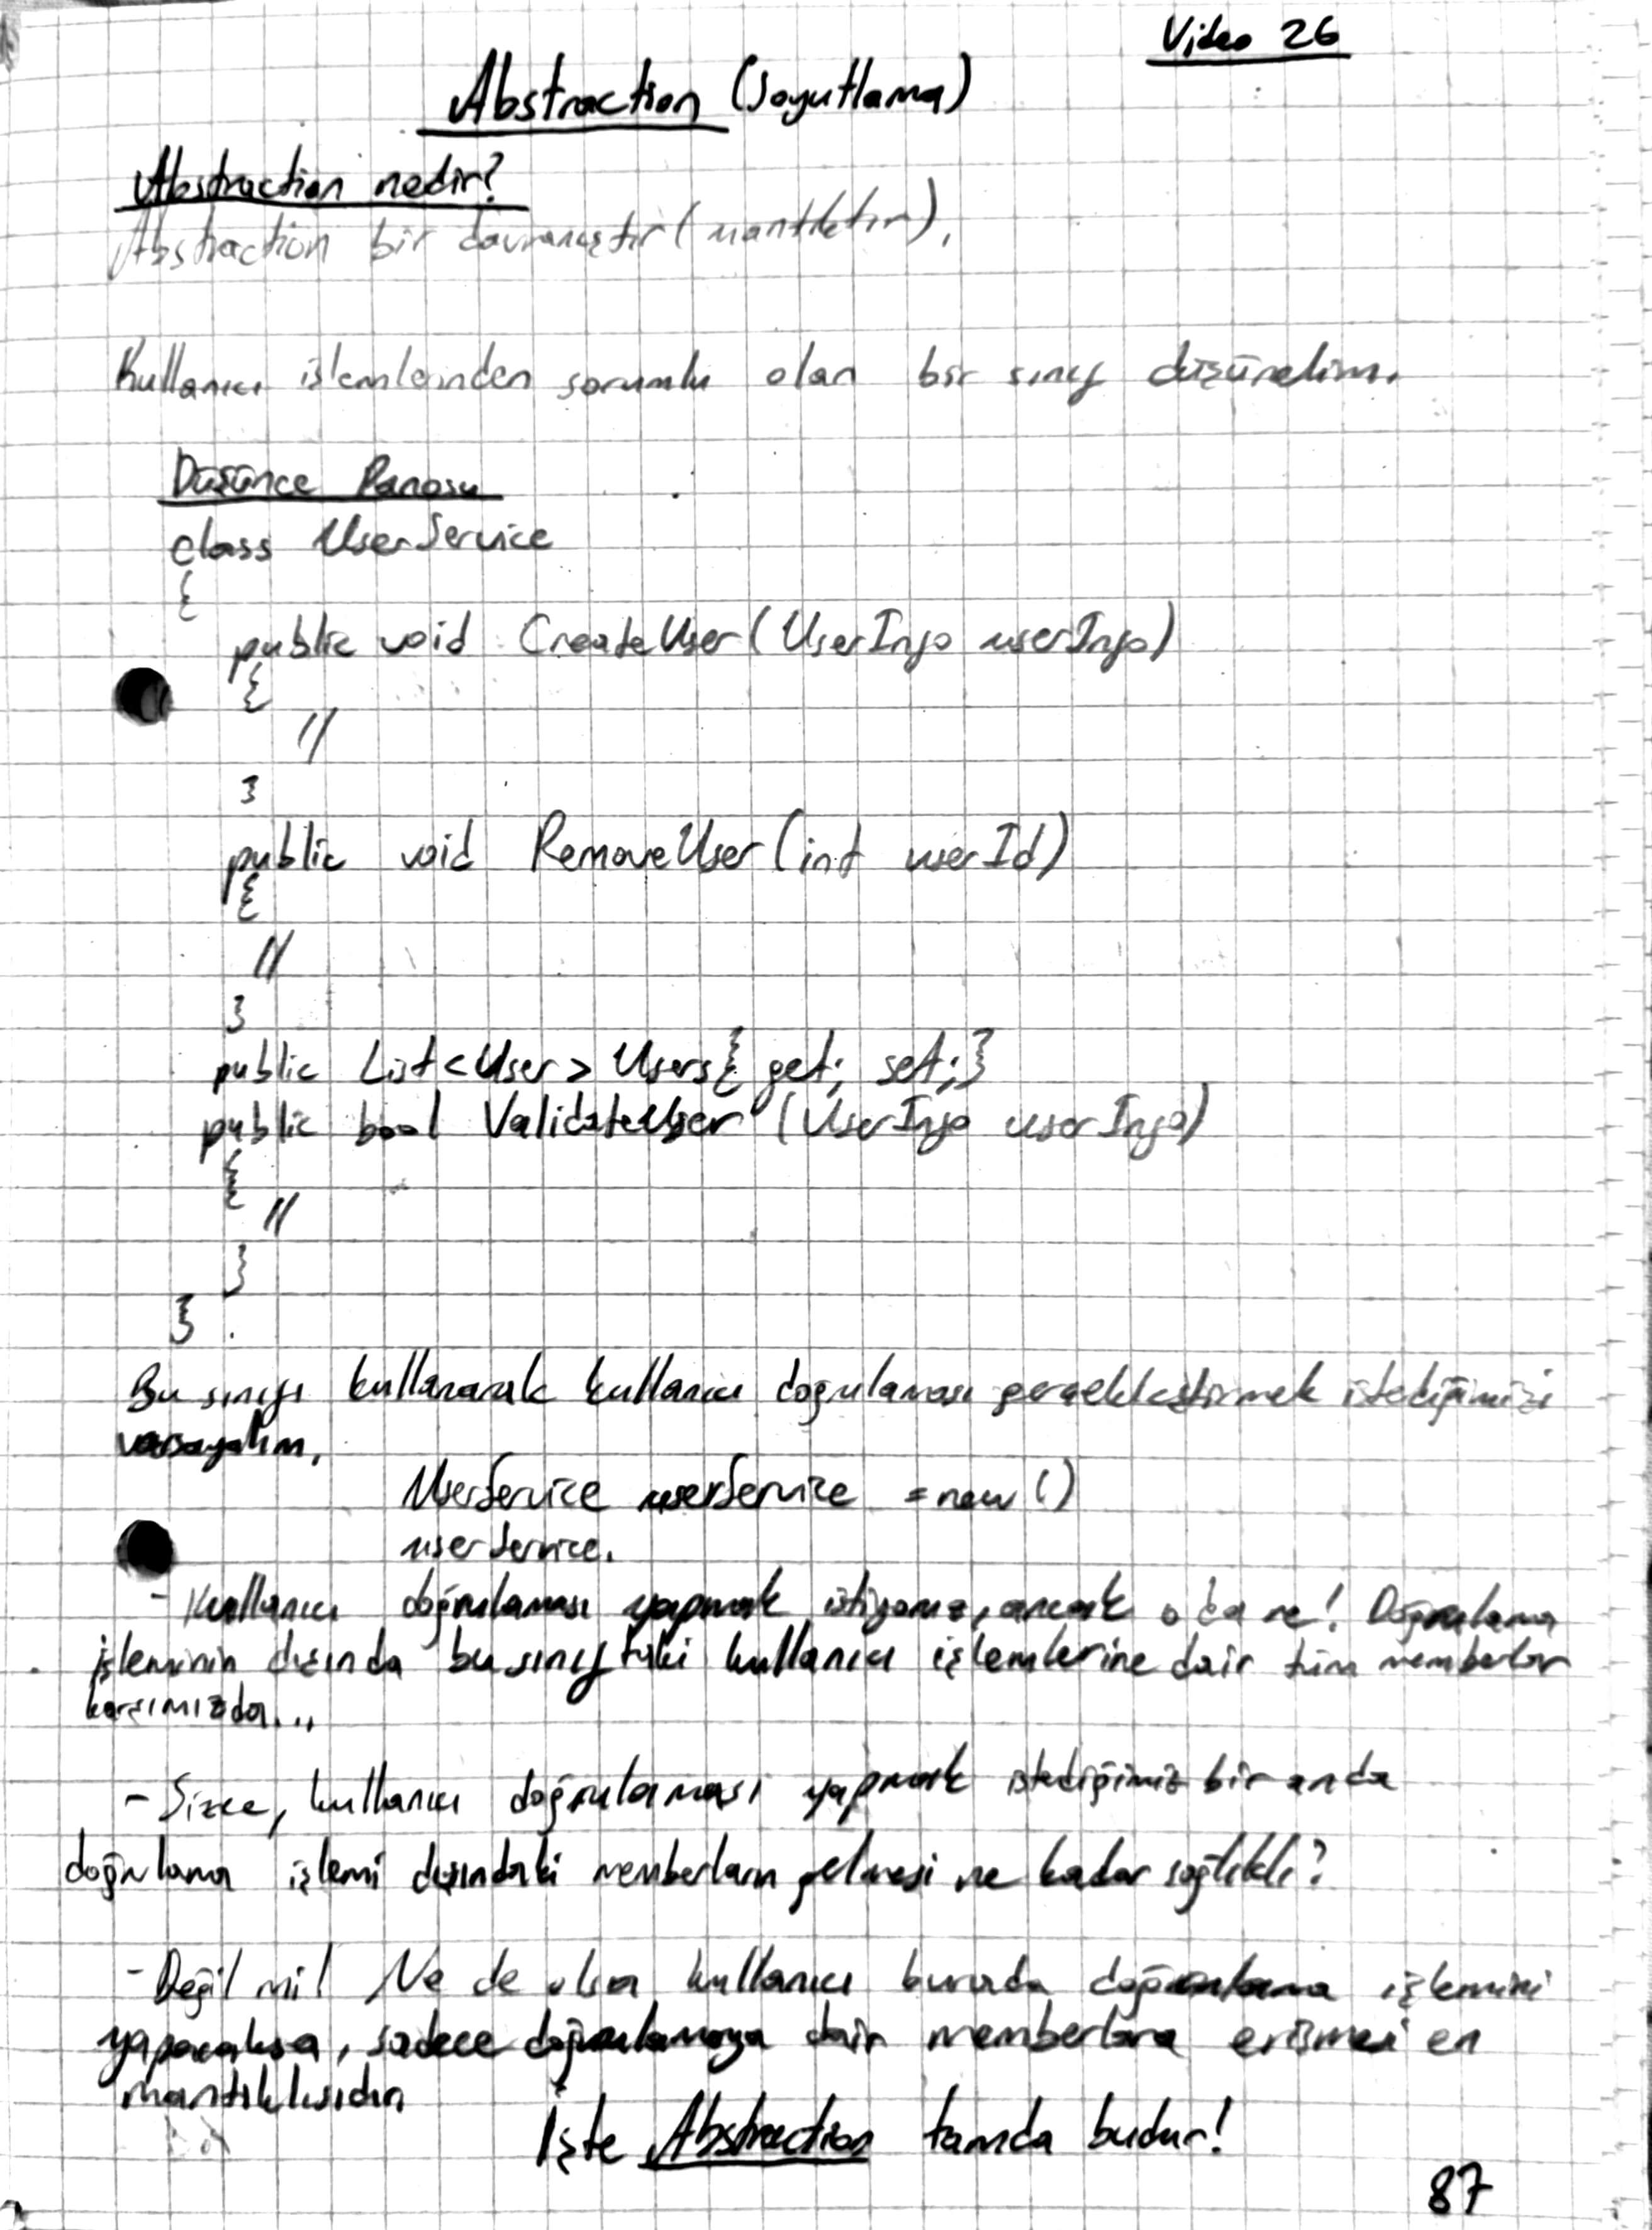 Video 26
Abstraction (Soyutlama)
Abstraction nedir?
Abstraction bir davranıştır (mantıktır).
Kullanıcı işlemlerinden sorumlu olan bir sınıf düşünelim.
Düşünce Panosu
class UserService
{
public void CreateUser(UserInfo userInfo)
{
//
}
public void RemoveUser(int userId)
{
//
}
public List<User> Users{ get; set;}
public bool ValidateUser (UserInfo userInfo)
{
//
}
}
Bu sınıfı kullanarak kullanıcı doğrulaması gerçekleştirmek istediğimizi
varsayalım.
UserService userService = new ()
userService.
- Kullanıcı doğrulaması yapmak istiyoruz, ancak o da ne! Doğrulama
işleminin dışında bu sınıftaki kullanıcı işlemlerine dair tüm memberlar
karşımızda...
- Sizce, kullanıcı doğrulaması yapmak istediğimiz bir anda
doğrulama işlemi dışındaki memberların gelmesi ne kadar sağlıklı?
- Değil mi! Ne de olsa kullanıcı burada doğrulama işlemini
yapacaksa, sadece doğrulamaya dair memberlara erişmesi en
mantıklısıdır
İşte Abstraction tamda budur!
87